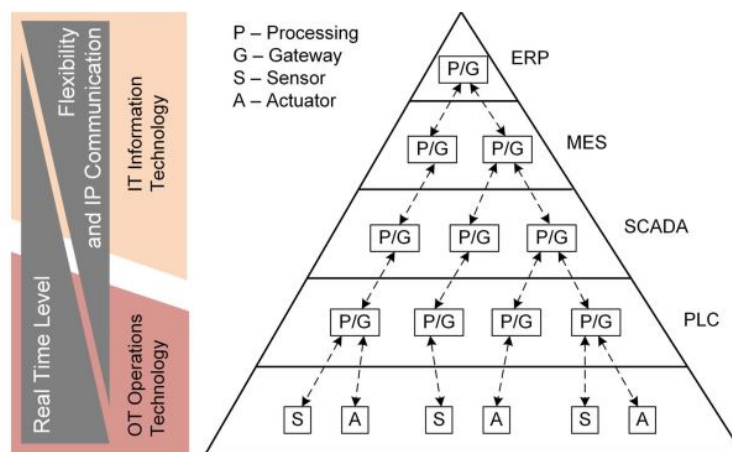 Real Time Level
Flexibility
and IP Communication
IT Information
Technology
OT Operations
Technology
P – Processing
G – Gateway
S – Sensor
A – Actuator
P/G
ERP
P/G P/G
MES
P/G P/G P/G
SCADA
P/G P/G P/G P/G
PLC
S A S A S A